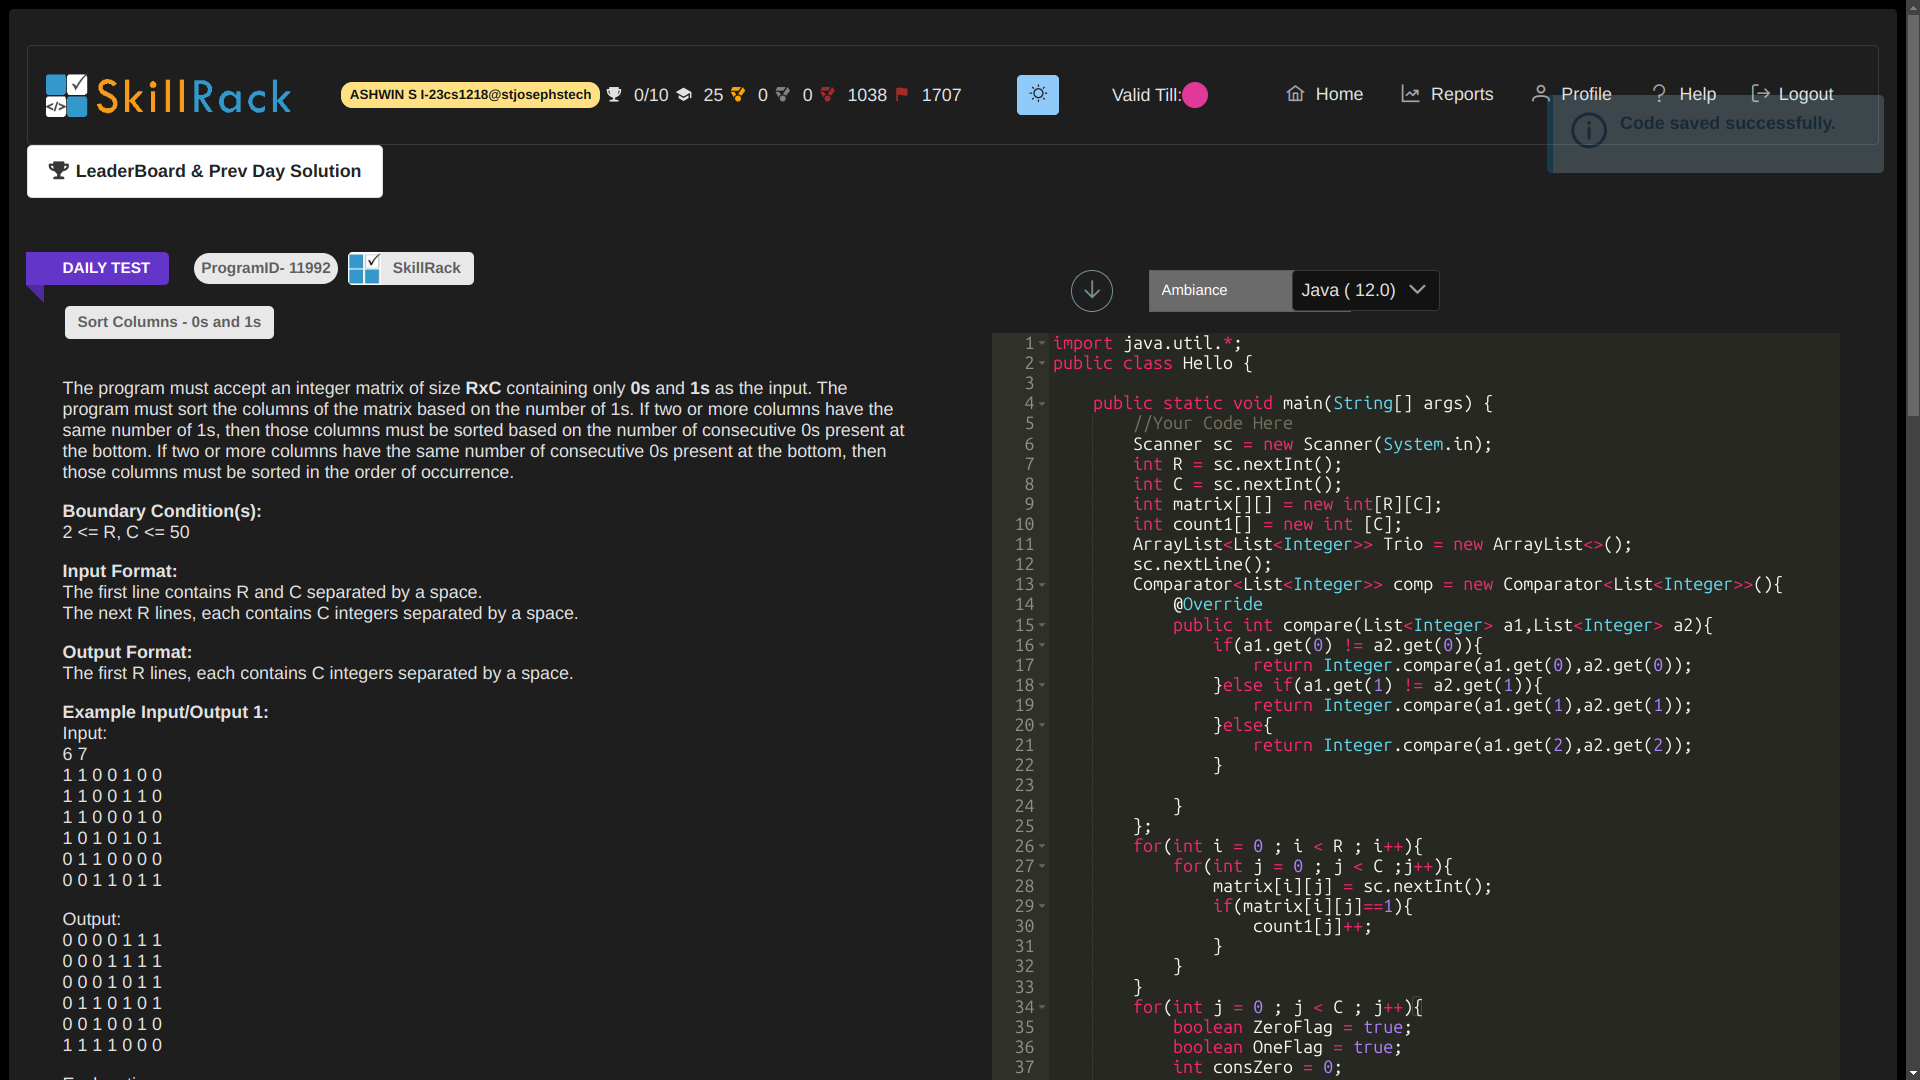 SkillRack
ASHWIN S I-23cs1218@stjosephstech 0/10 25 0 0 1038 1707
Valid Till:
Home Reports Profile Help Logout
Code saved successfully.
LeaderBoard & Prev Day Solution
DAILY TEST ProgramID- 11992 SkillRack
Sort Columns - 0s and 1s
The program must accept an integer matrix of size RxC containing only 0s and 1s as the input. The
program must sort the columns of the matrix based on the number of 1s. If two or more columns have the
same number of 1s, then those columns must be sorted based on the number of consecutive 0s present at
the bottom. If two or more columns have the same number of consecutive 0s present at the bottom, then
those columns must be sorted in the order of occurrence.
Boundary Condition(s):
2 <= R, C <= 50
Input Format:
The first line contains R and C separated by a space.
The next R lines, each contains C integers separated by a space.
Output Format:
The first R lines, each contains C integers separated by a space.
Example Input/Output 1:
Input:
6 7
1 1 0 0 1 0 0
1 1 0 0 1 1 0
1 1 0 0 0 1 0
1 0 1 0 1 0 1
0 1 1 0 0 0 0
0 0 1 1 0 1 1
Output:
0 0 0 0 1 1 1
0 0 0 1 1 1 1
0 0 0 1 0 1 1
0 1 1 0 1 0 1
0 0 1 0 0 1 0
1 1 1 1 0 0 0
Ambiance
Java ( 12.0)
1 import java.util.*;
2 public class Hello {
3
4 public static void main(String[] args) {
5 //Your Code Here
6 Scanner sc = new Scanner(System.in);
7 int R = sc.nextInt();
8 int C = sc.nextInt();
9 int matrix[][] = new int[R][C];
10 int count1[] = new int [C];
11 ArrayList<List<Integer>> Trio = new ArrayList<>();
12 sc.nextLine();
13 Comparator<List<Integer>> comp = new Comparator<List<Integer>>(){
14 @Override
15 public int compare(List<Integer> a1,List<Integer> a2){
16 if(a1.get(0) != a2.get(0)){
17 return Integer.compare(a1.get(0),a2.get(0));
18 }else if(a1.get(1) != a2.get(1)){
19 return Integer.compare(a1.get(1),a2.get(1));
20 }else{
21 return Integer.compare(a1.get(2),a2.get(2));
22 }
23
24 }
25 };
26 for(int i = 0 ; i < R ; i++){
27 for(int j = 0 ; j < C ;j++){
28 matrix[i][j] = sc.nextInt();
29 if(matrix[i][j]==1){
30 count1[j]++;
31 }
32 }
33 }
34 for(int j = 0 ; j < C ; j++){
35 boolean ZeroFlag = true;
36 boolean OneFlag = true;
37 int consZero = 0;